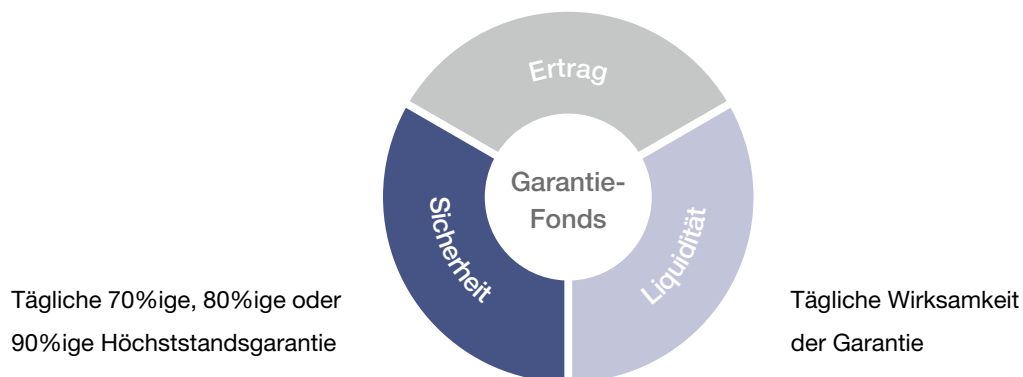 Ertrag
Garantie-
Fonds
Sicherheit
Liquidität
Tägliche 70%ige, 80%ige oder
90%ige Höchststandsgarantie
Tägliche Wirksamkeit
der Garantie